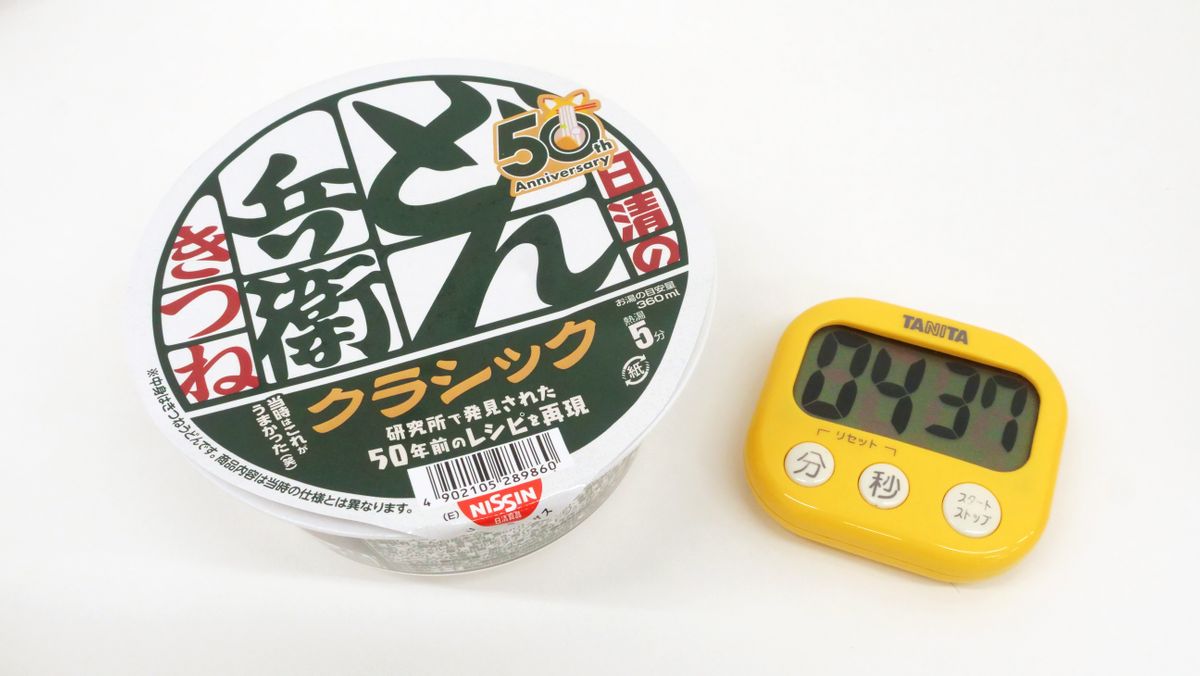 日清の
どん
兵衛
きつね
50th
Anniversary
お湯の目安量
360ml
熱湯
5分
紙
クラシック
研究所で発見された
50年前のレシピを再現
当時はこれが
うまかった(笑)
※中身はきつねうどんです。商品内容は当時の仕様とは異なります。
4 902105 289860
(E)
NISSIN
日清食品
TANITA
04 37
リセット
分
秒
スタート
ストップ